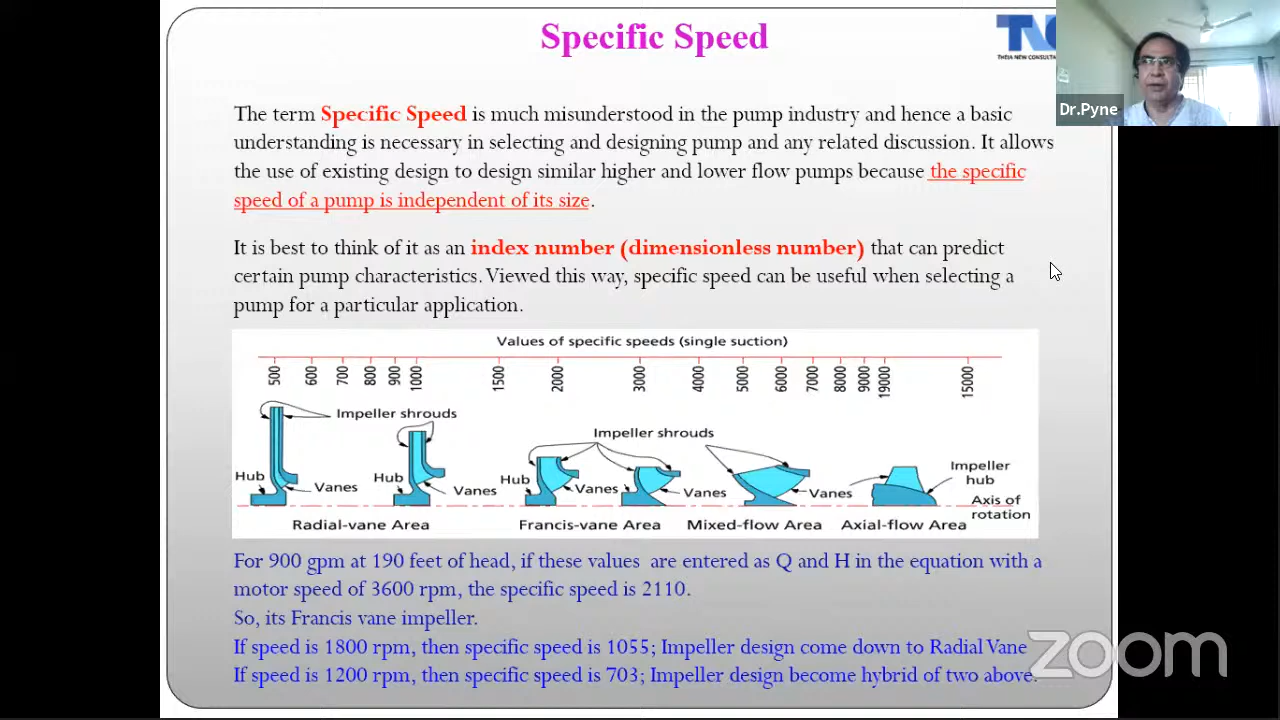 Specific Speed
TNC
THEIA NEW CONSULT
Dr.Pyne
The term Specific Speed is much misunderstood in the pump industry and hence a basic
understanding is necessary in selecting and designing pump and any related discussion. It allows
the use of existing design to design similar higher and lower flow pumps because the specific
speed of a pump is independent of its size.
It is best to think of it as an index number (dimensionless number) that can predict
certain pump characteristics. Viewed this way, specific speed can be useful when selecting a
pump for a particular application.
Values of specific speeds (single suction)
500 600 700 800 900 1000 1500 2000 3000 4000 5000 6000 7000 8000 9000 19000 15000
Impeller shrouds
Impeller shrouds
Hub
Vanes
Hub
Vanes
Hub
Vanes
Vanes
Vanes
Impeller
hub
Axis of
rotation
Radial-vane Area Francis-vane Area Mixed-flow Area Axial-flow Area
For 900 gpm at 190 feet of head, if these values are entered as Q and H in the equation with a
motor speed of 3600 rpm, the specific speed is 2110.
So, its Francis vane impeller.
If speed is 1800 rpm, then specific speed is 1055; Impeller design come down to Radial Vane
If speed is 1200 rpm, then specific speed is 703; Impeller design become hybrid of two above.
zoom